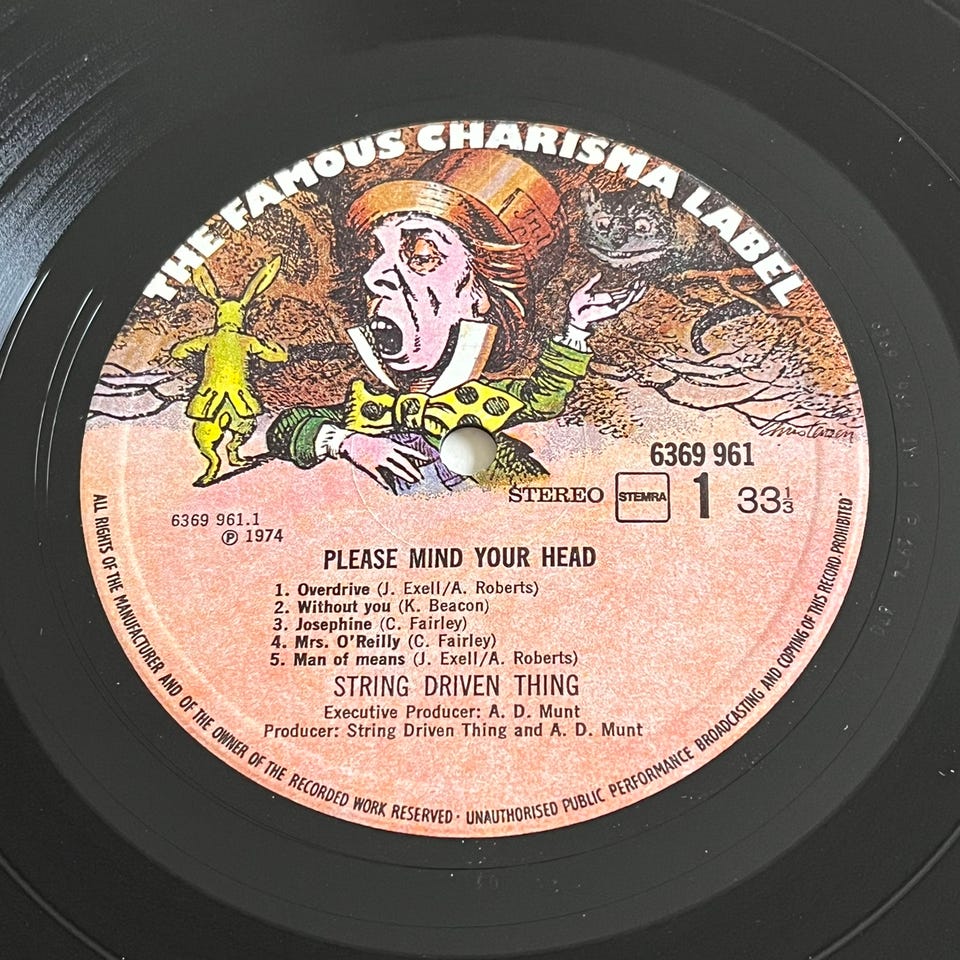 THE FAMOUS CHARISMA LABEL
6369 961
STEREO STEMRA 1 33⅓
6369 961.1
℗ 1974
PLEASE MIND YOUR HEAD
1. Overdrive (J. Exell/A. Roberts)
2. Without you (K. Beacon)
3. Josephine (C. Fairley)
4. Mrs. O'Reilly (C. Fairley)
5. Man of means (J. Exell/A. Roberts)
STRING DRIVEN THING
Executive Producer: A. D. Munt
Producer: String Driven Thing and A. D. Munt
ALL RIGHTS OF THE MANUFACTURER AND OF THE OWNER OF THE RECORDED WORK RESERVED · UNAUTHORISED PUBLIC PERFORMANCE BROADCASTING AND COPYING OF THIS RECORD PROHIBITED